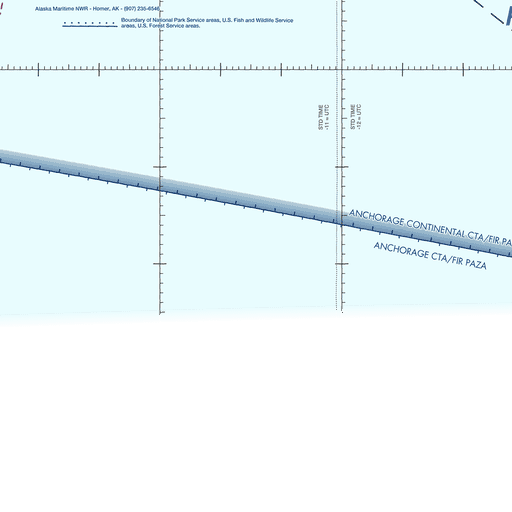 Alaska Maritime NWR - Homer, AK - (907) 235-6546
Boundary of National Park Service areas, U.S. Fish and Wildlife Service
areas, U.S. Forest Service areas.
STD TIME
-11 = UTC
STD TIME
-12 = UTC
ANCHORAGE CONTINENTAL CTA/FIR
ANCHORAGE CTA/FIR PAZA